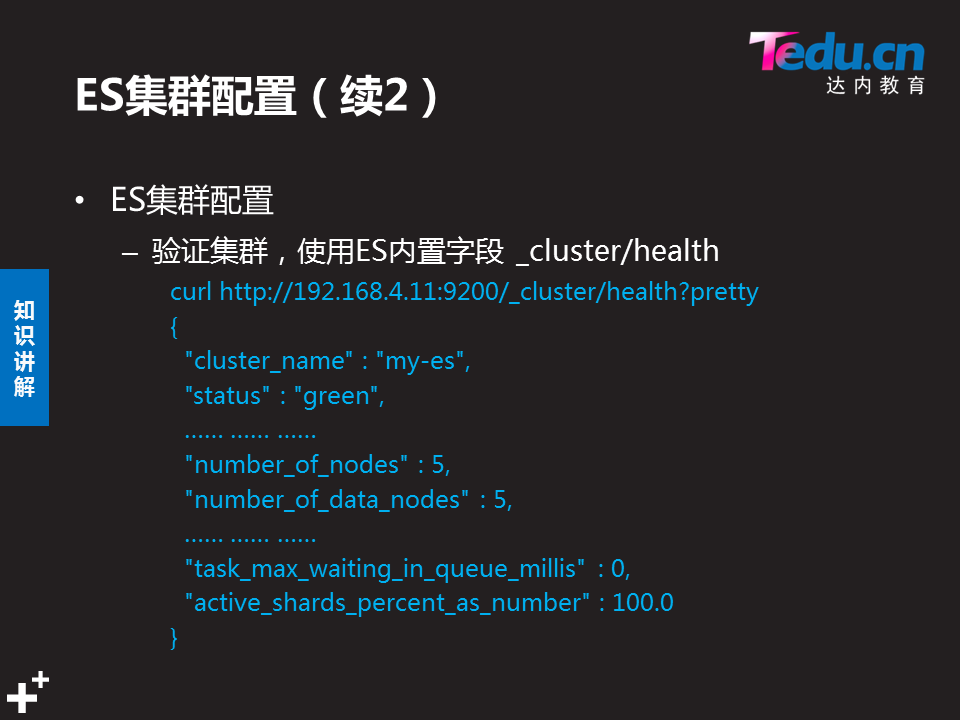 Tedu.cn
达内教育
ES集群配置（续2）
• ES集群配置
– 验证集群，使用ES内置字段 _cluster/health
curl http://192.168.4.11:9200/_cluster/health?pretty
{
"cluster_name" : "my-es",
"status" : "green",
...... ...... ......
"number_of_nodes" : 5,
"number_of_data_nodes" : 5,
...... ...... ......
"task_max_waiting_in_queue_millis" : 0,
"active_shards_percent_as_number" : 100.0
}
知识讲解